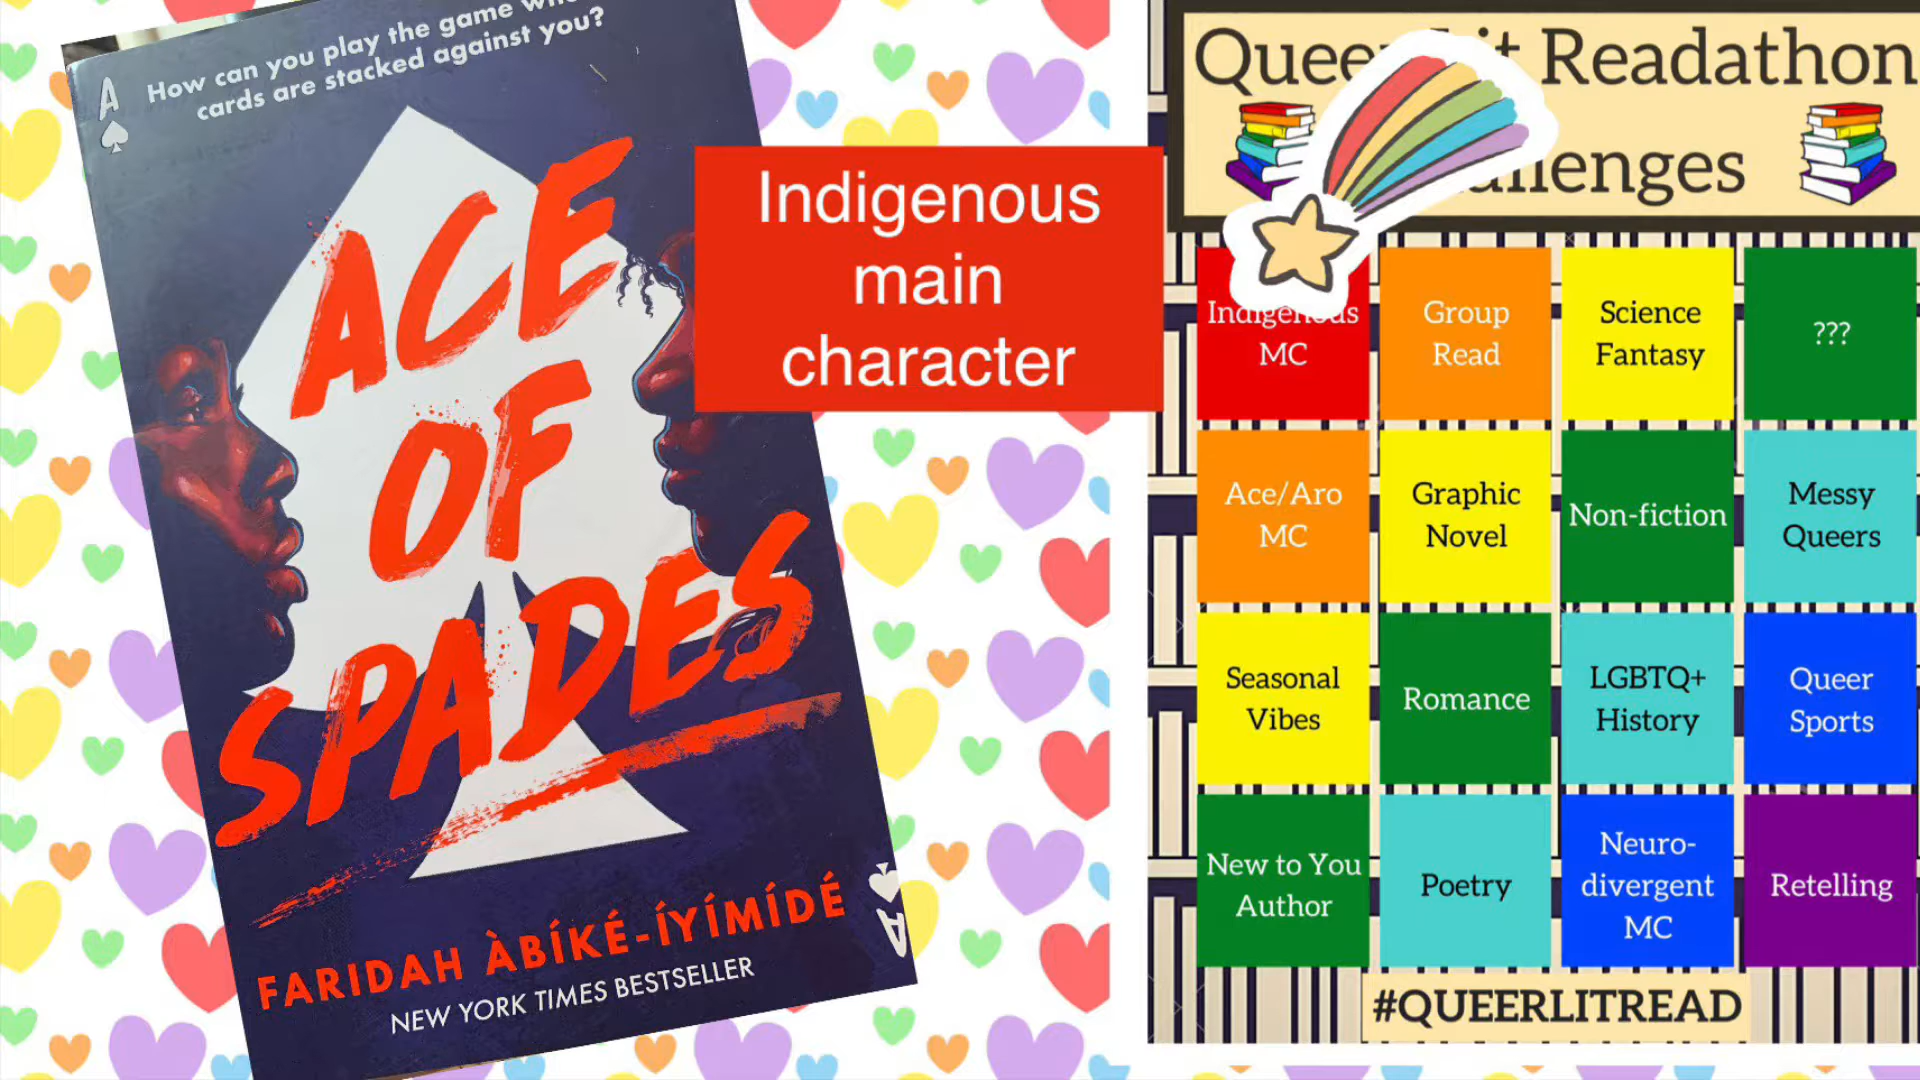 How can you play the game
cards are stacked against you?
A
ACE
OF
SPADES
FARIDAH ÀBÍKÉ-ÍYÍMÍDÉ
NEW YORK TIMES BESTSELLER
A
Indigenous
main
character
Readathon
Indigenous
MC
Group
Read
Science
Fantasy
???
Ace/Aro
MC
Graphic
Novel
Non-fiction
Messy
Queers
Seasonal
Vibes
Romance
LGBTQ+
History
Queer
Sports
New to You
Author
Poetry
Neuro-
divergent
MC
Retelling
#QUEERLITREAD